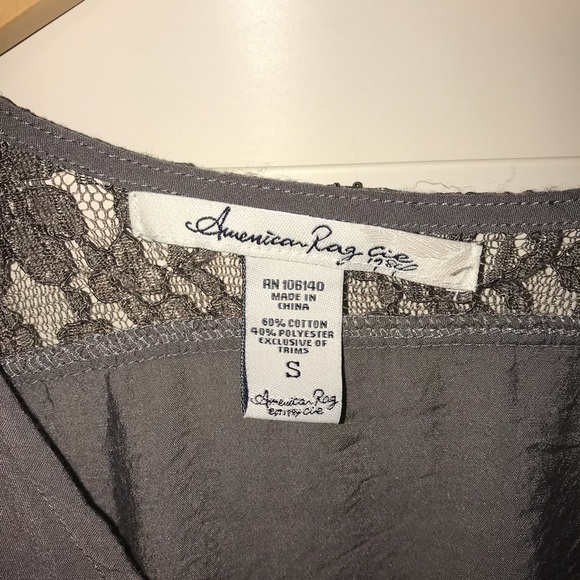 American Rag Cie
RN 106140
MADE IN
CHINA
60% COTTON
40% POLYESTER
EXCLUSIVE OF
TRIMS
S
American Rag
Cie